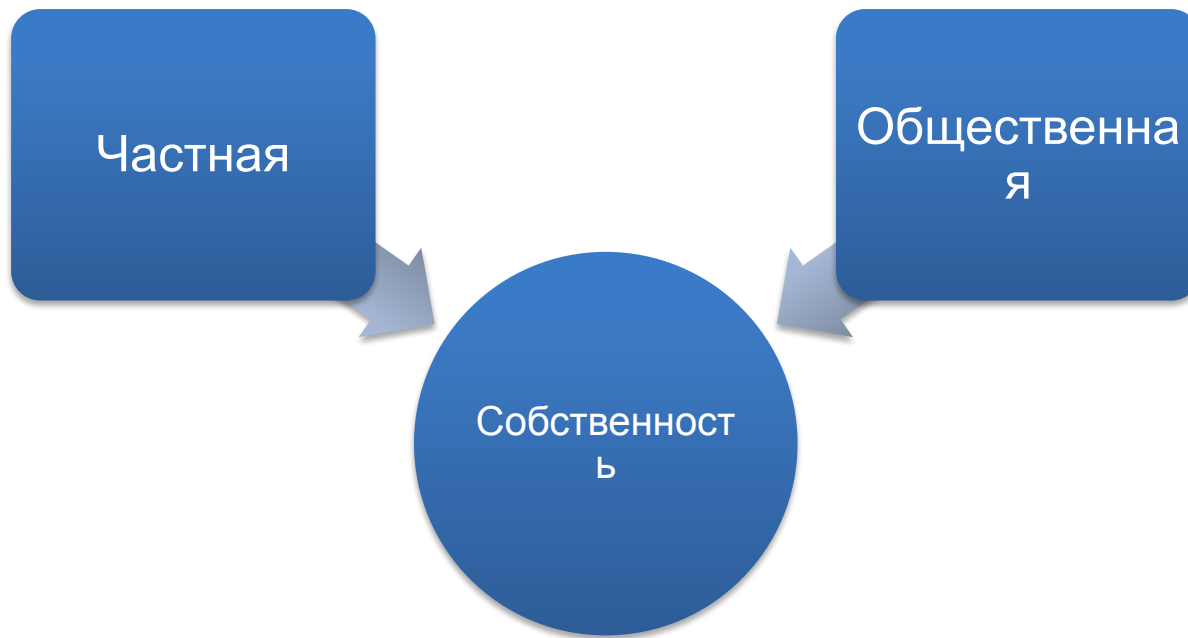 Частная
Общественна
я
Собственност
ь